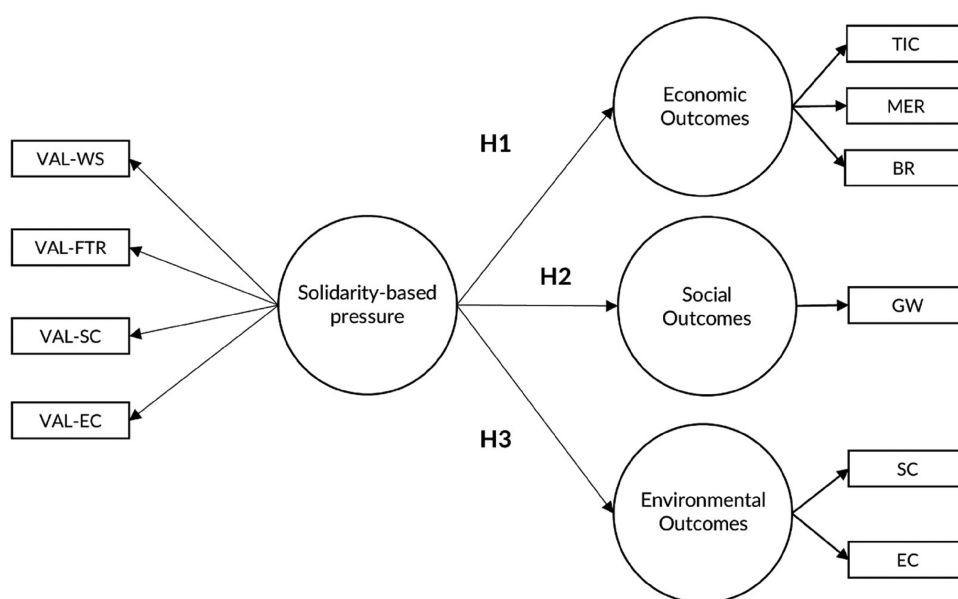 VAL-WS
VAL-FTR
VAL-SC
VAL-EC
Solidarity-based
pressure
H1
H2
H3
Economic
Outcomes
Social
Outcomes
Environmental
Outcomes
TIC
MER
BR
GW
SC
EC